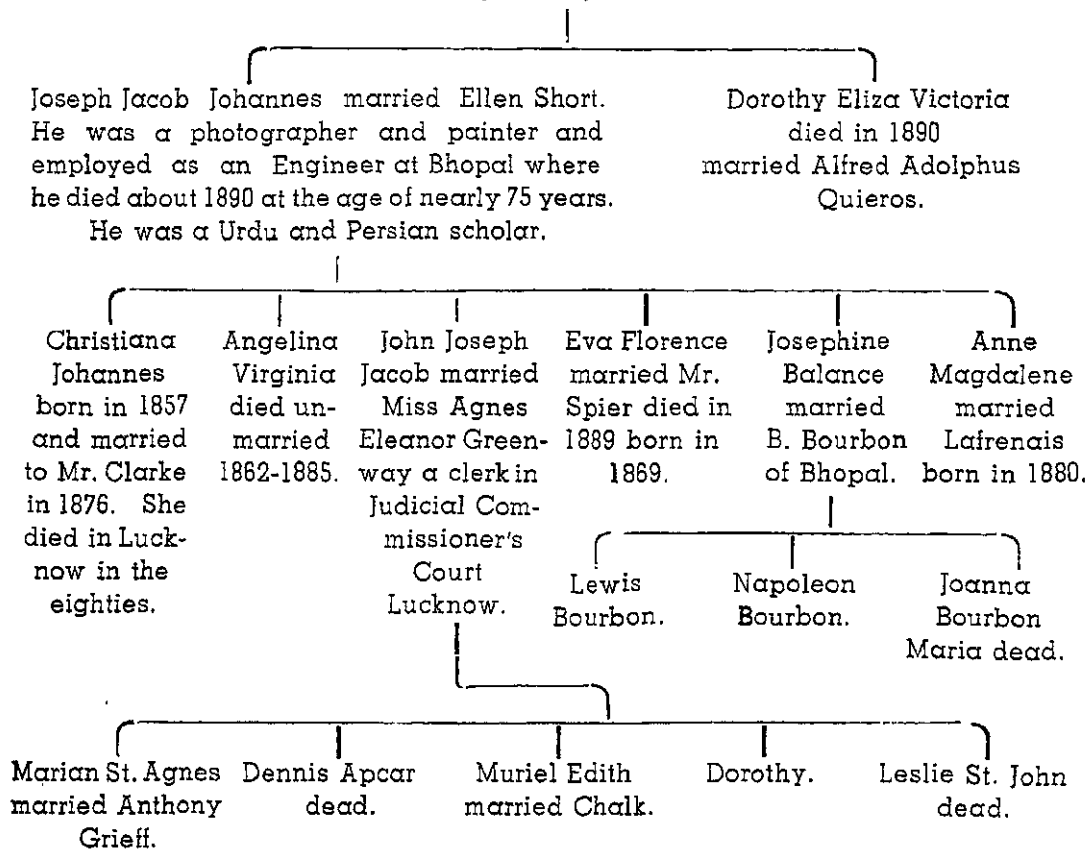 Joseph Jacob Johannes married Ellen Short.
He was a photographer and painter and
employed as an Engineer at Bhopal where
he died about 1890 at the age of nearly 75 years.
He was a Urdu and Persian scholar.
Dorothy Eliza Victoria
died in 1890
married Alfred Adolphus
Quieros.
Christiana
Johannes
born in 1857
and married
to Mr. Clarke
in 1876. She
died in Luck-
now in the
eighties.
Angelina
Virginia
died un-
married
1862-1885.
John Joseph
Jacob married
Miss Agnes
Eleanor Green-
way a clerk in
Judicial Com-
missioner's
Court
Lucknow.
Eva Florence
married Mr.
Spier died in
1889 born in
1869.
Josephine
Balance
married
B. Bourbon
of Bhopal.
Anne
Magdalene
married
Lafrenais
born in 1880.
Lewis
Bourbon.
Napoleon
Bourbon.
Joanna
Bourbon
Maria dead.
Marian St. Agnes
married Anthony
Grieff.
Dennis Apcar
dead.
Muriel Edith
married Chalk.
Dorothy.
Leslie St. John
dead.